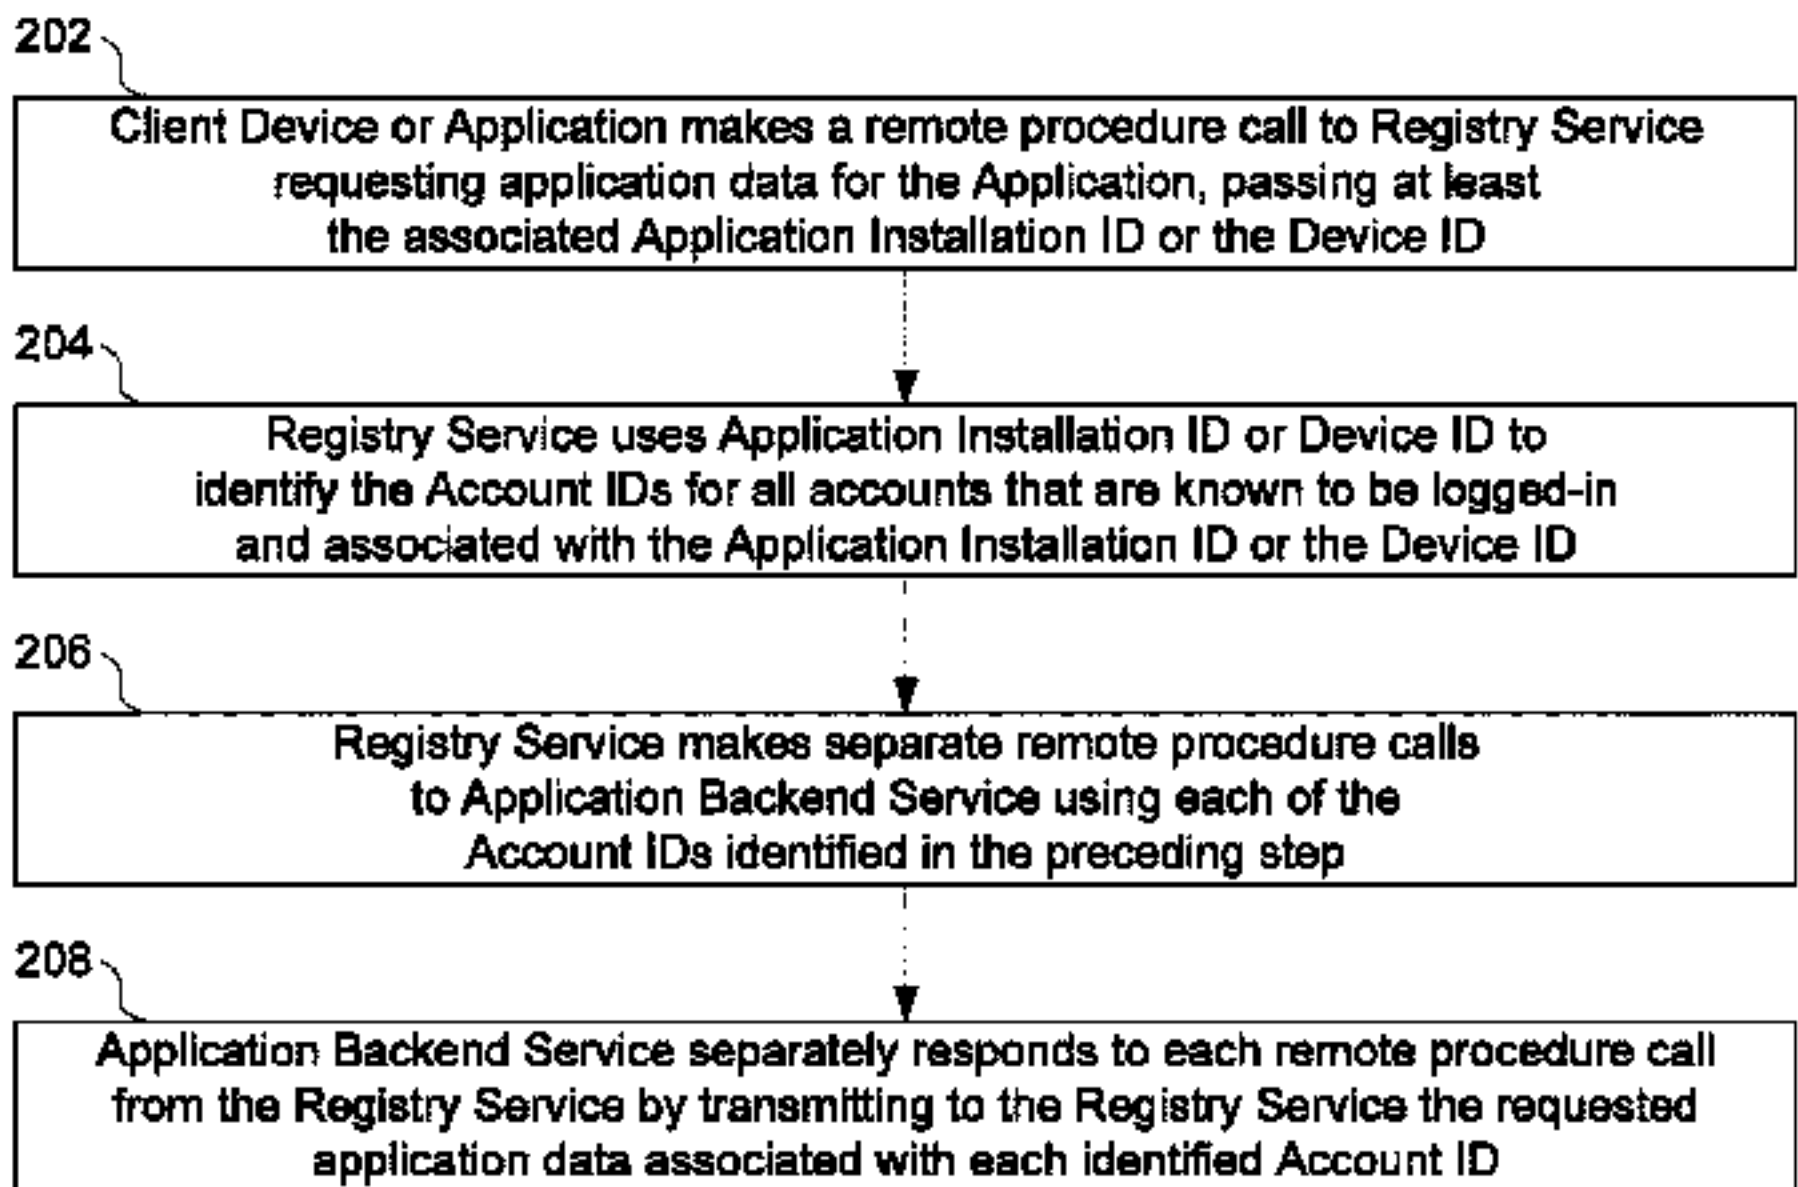 202
Client Device or Application makes a remote procedure call to Registry Service
requesting application data for the Application, passing at least
the associated Application Installation ID or the Device ID
204
Registry Service uses Application Installation ID or Device ID to
identify the Account IDs for all accounts that are known to be logged-in
and associated with the Application Installation ID or the Device ID
206
Registry Service makes separate remote procedure calls
to Application Backend Service using each of the
Account IDs identified in the preceding step
208
Application Backend Service separately responds to each remote procedure call
from the Registry Service by transmitting to the Registry Service the requested
application data associated with each identified Account ID